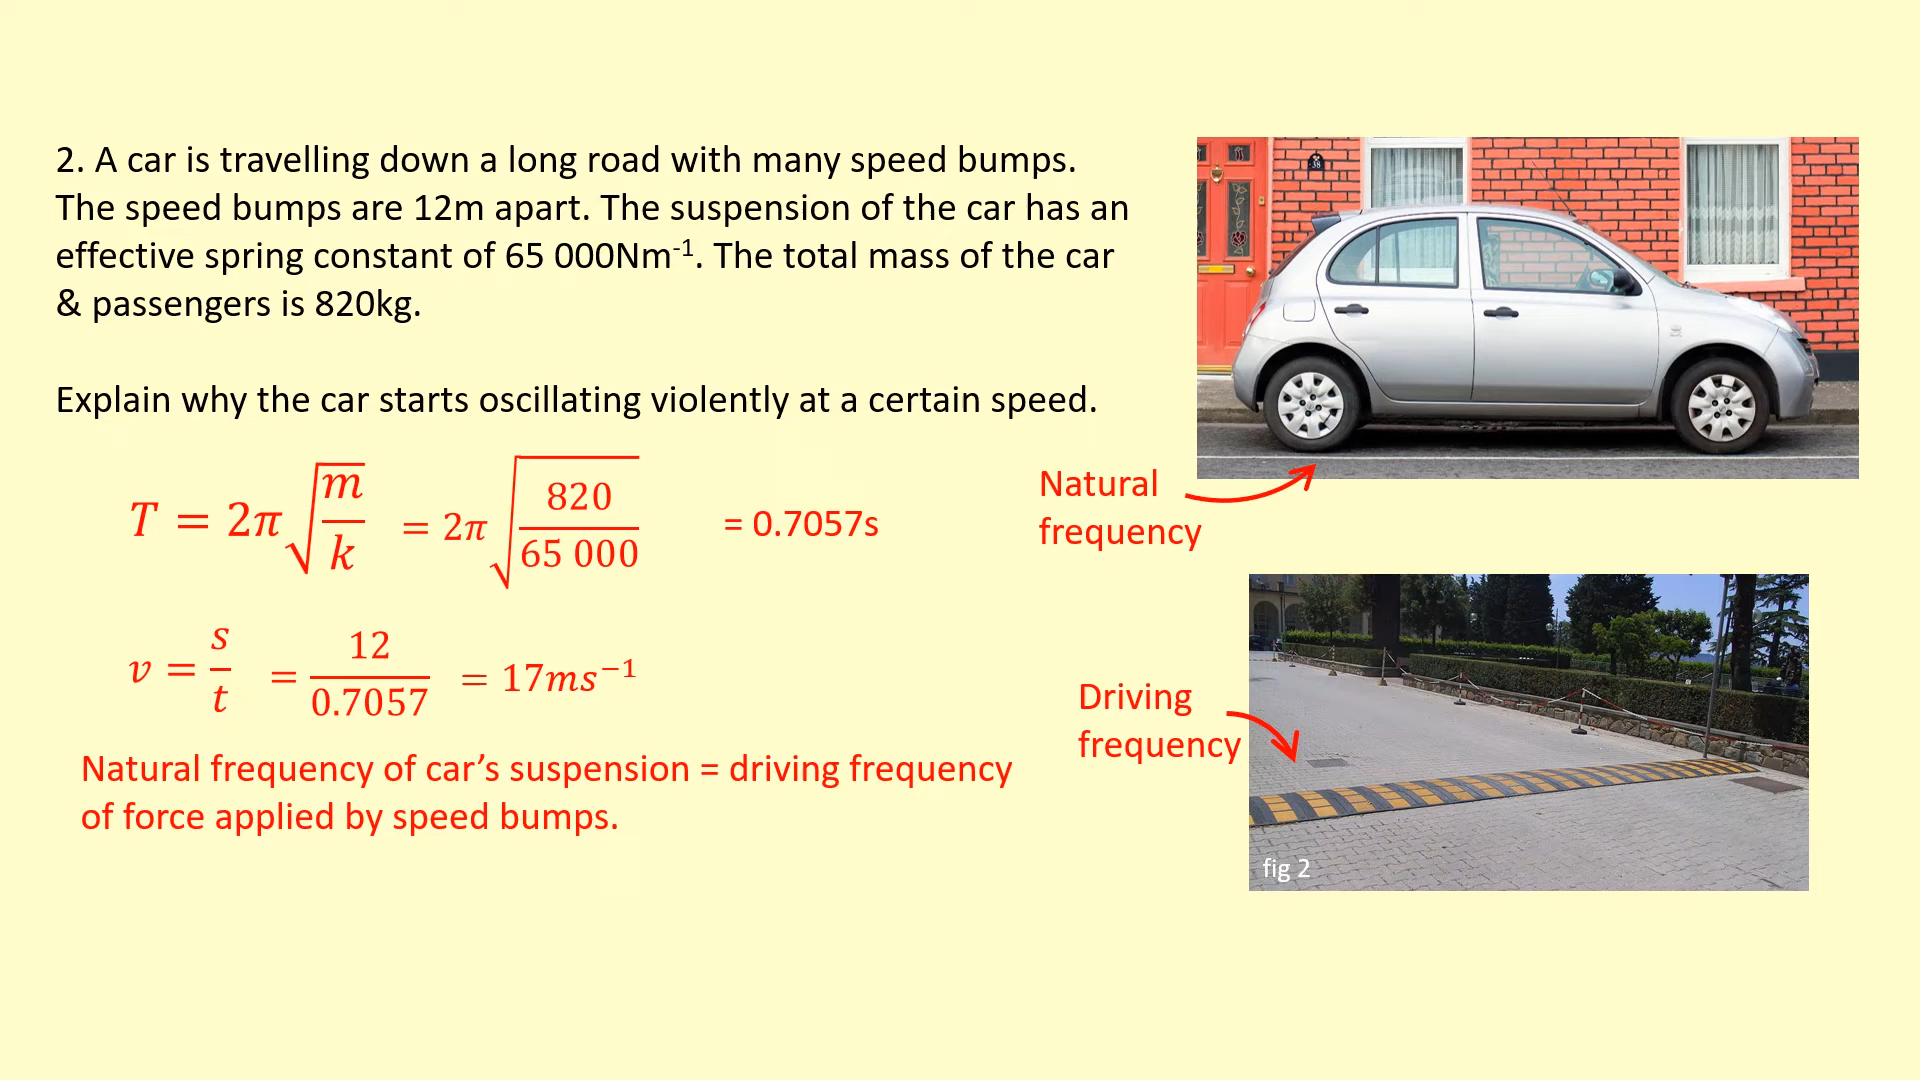 2. A car is travelling down a long road with many speed bumps.
The speed bumps are 12m apart. The suspension of the car has an
effective spring constant of 65 000Nm⁻¹. The total mass of the car
& passengers is 820kg.
Explain why the car starts oscillating violently at a certain speed.
T = 2π√(m/k) = 2π√(820/65 000) = 0.7057s
v = s/t = 12/0.7057 = 17ms⁻¹
Natural frequency of car’s suspension = driving frequency
of force applied by speed bumps.
38
Natural
frequency
Driving
frequency
fig 2